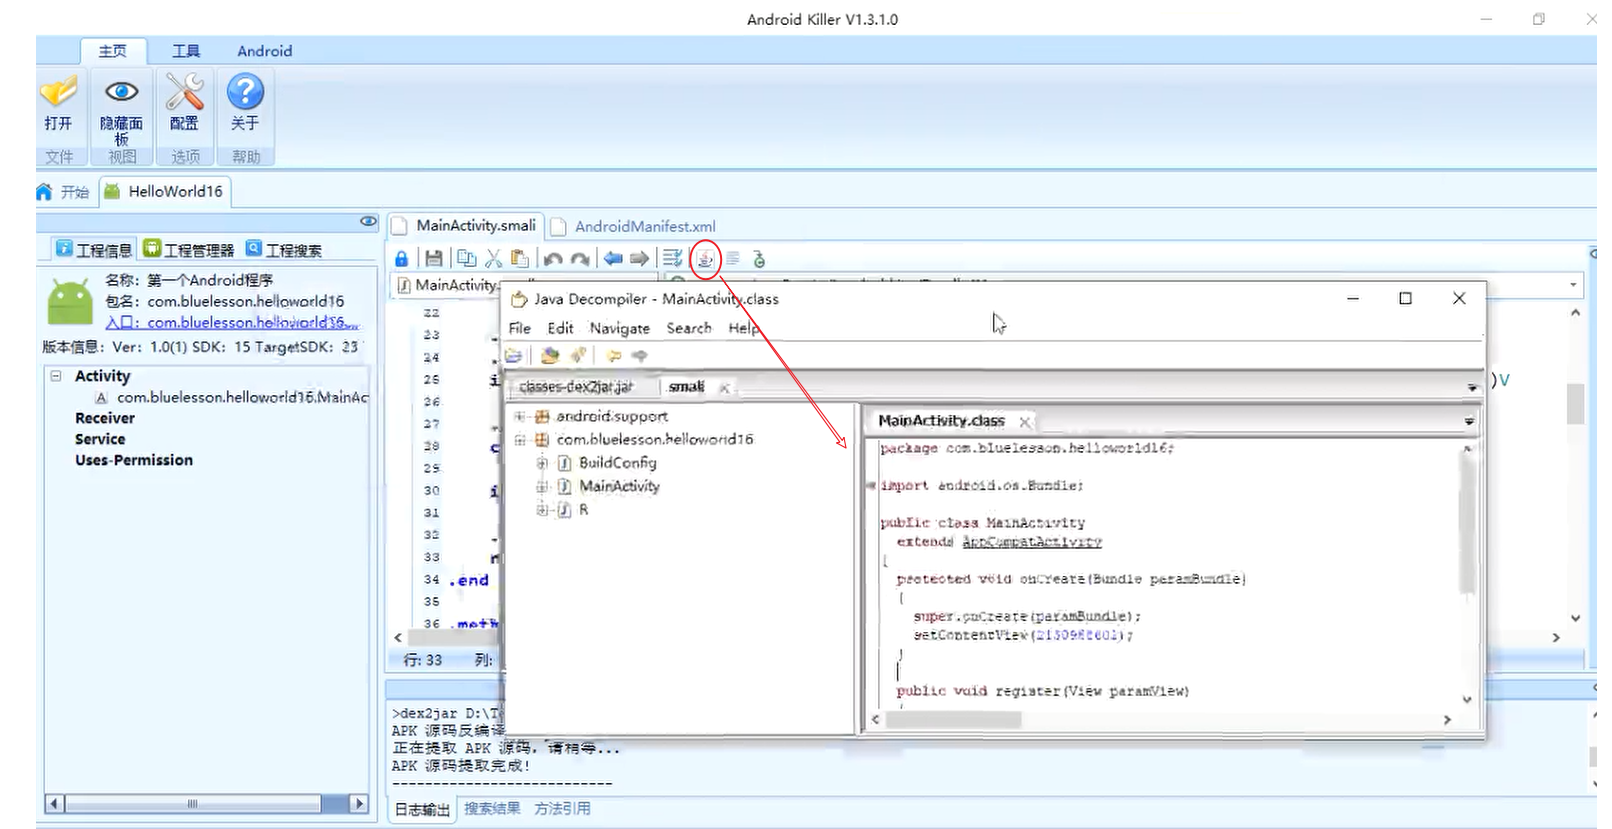 Android Killer V1.3.1.0
主页 工具 Android
打开 隐藏面板 配置 关于
文件 视图 选项 帮助
开始 HelloWorld16
MainActivity.smali AndroidManifest.xml
工程信息 工程管理器 工程搜索
名称: 第一个Android程序
包名: com.bluelesson.helloworld16
入口: com.bluelesson.helloworld16...
版本信息: Ver: 1.0(1) SDK: 15 TargetSDK: 23
Activity
com.bluelesson.helloworld16.MainAc
Receiver
Service
Uses-Permission
MainActivity
22
23
24
25 i )V
26
27
28 c
29
30 i
31
32
33
34 .end
35
36 .meth
行: 33 列:
Java Decompiler - MainActivity.class
File Edit Navigate Search Help
classes-dex2jar.jar smali
android.support
com.bluelesson.helloworld16
BuildConfig
MainActivity
R
MainActivity.class
package com.bluelesson.helloworld16;
import android.os.Bundle;
public class MainActivity
extends AppCompatActivity
{
protected void onCreate(Bundle paramBundle)
{
super.onCreate(paramBundle);
setContentView(
}
public void register(View paramView)
>dex2jar D:\T
APK 源码反编译
正在提取 APK 源码，请稍等...
APK 源码提取完成!
----------------------------
日志输出 搜索结果 方法引用